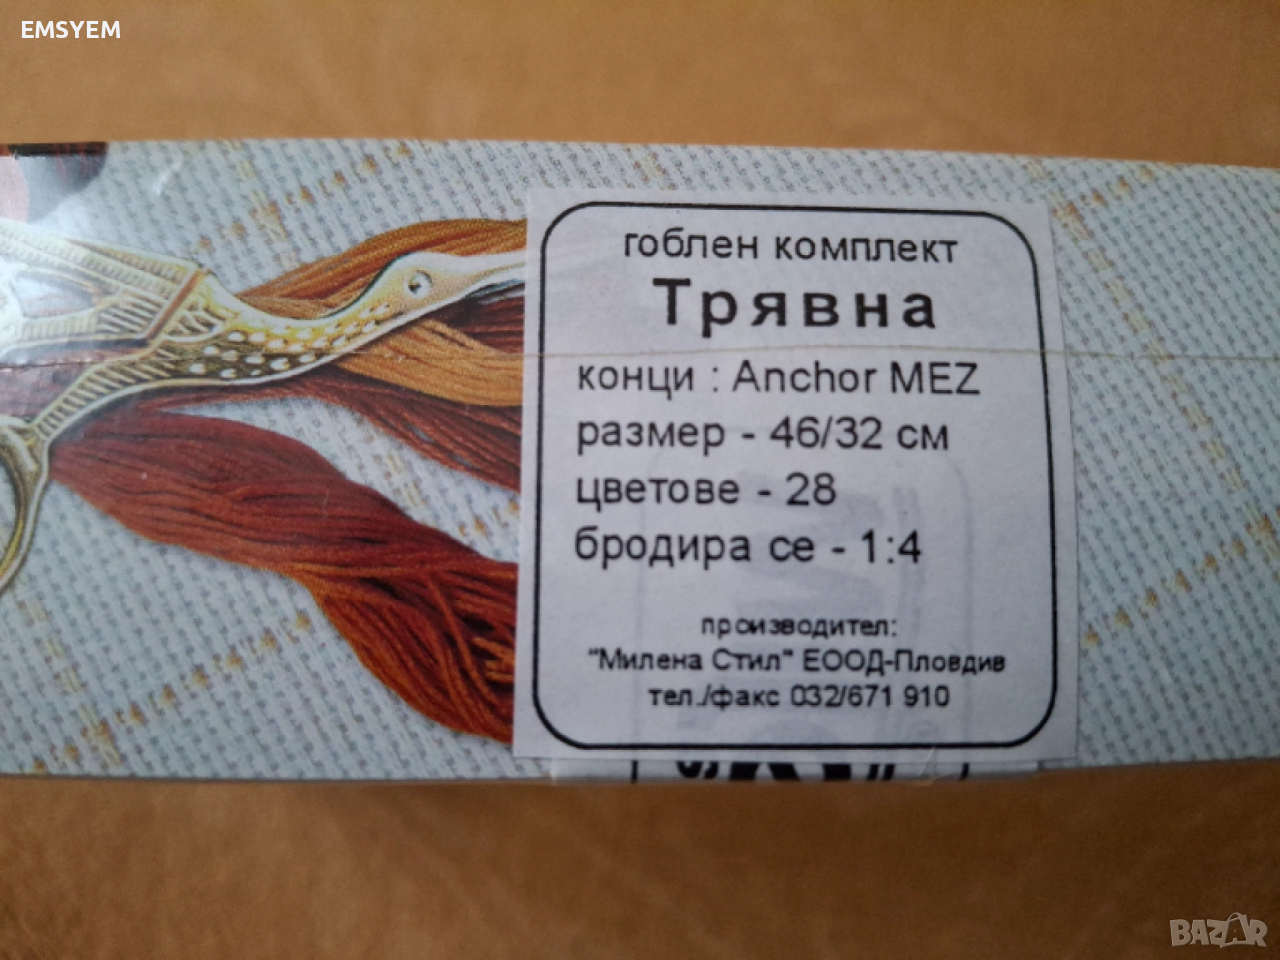 EMSYEM
гоблен комплект
Трявна
конци : Anchor MEZ
размер - 46/32 см
цветове - 28
бродира се - 1:4
производител:
"Милена Стил" ЕООД-Пловдив
тел./факс 032/671 910
BAZAR